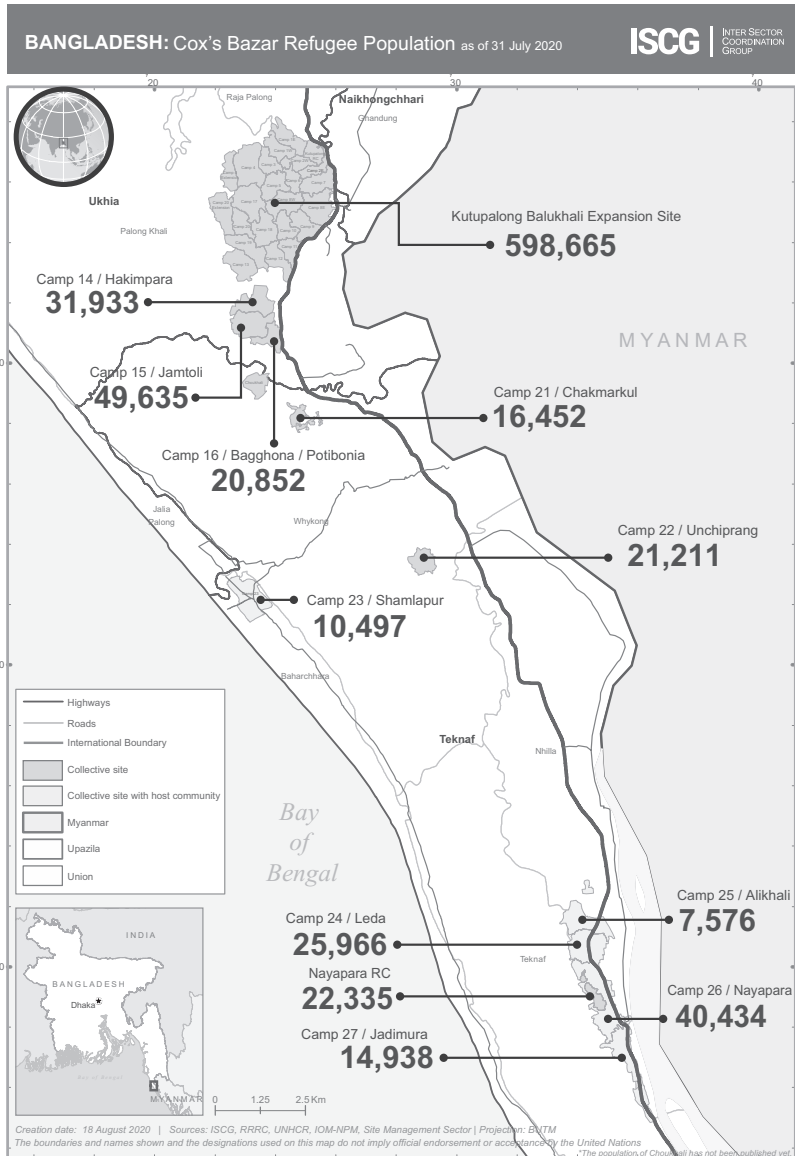 BANGLADESH: Cox's Bazar Refugee Population as of 31 July 2020
ISCG
INTER SECTOR
COORDINATION
GROUP
20
30
40
Raja Palong
Naikhongchhari
Ghandung
Ukhia
Palong Khali
Kutupalong Balukhali Expansion Site
598,665
Camp 14 / Hakimpara
31,933
MYANMAR
Camp 15 / Jamtoli
49,635
Camp 21 / Chakmarkul
16,452
Camp 16 / Bagghona / Potibonia
20,852
Jalia
Palong
Whykong
Camp 22 / Unchiprang
21,211
Camp 23 / Shamlapur
10,497
Baharchhara
Highways
Roads
International Boundary
Collective site
Collective site with host community
Myanmar
Upazila
Union
Teknaf
Nhilla
Bay
of
Bengal
Camp 25 / Alikhali
7,576
Camp 24 / Leda
25,966
Teknaf
Nayapara RC
22,335
Camp 26 / Nayapara
40,434
Camp 27 / Jadimura
14,938
INDIA
BANGLADESH
Dhaka
Bay of Bengal
MYANMAR
0 1.25 2.5 Km
Creation date: 18 August 2020 | Sources: ISCG, RRRC, UNHCR, IOM-NPM, Site Management Sector | Projection: BUTM
The boundaries and names shown and the designations used on this map do not imply official endorsement or acceptance by the United Nations
*The population of Choukhali has not been published yet.